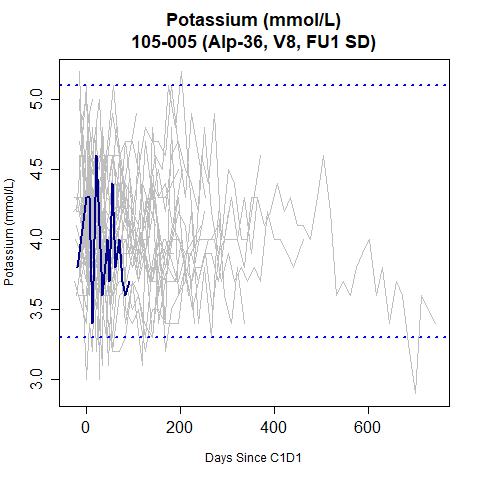 Potassium (mmol/L)
105-005 (Alp-36, V8, FU1 SD)
Potassium (mmol/L)
5.0
4.5
4.0
3.5
3.0
0 200 400 600
Days Since C1D1